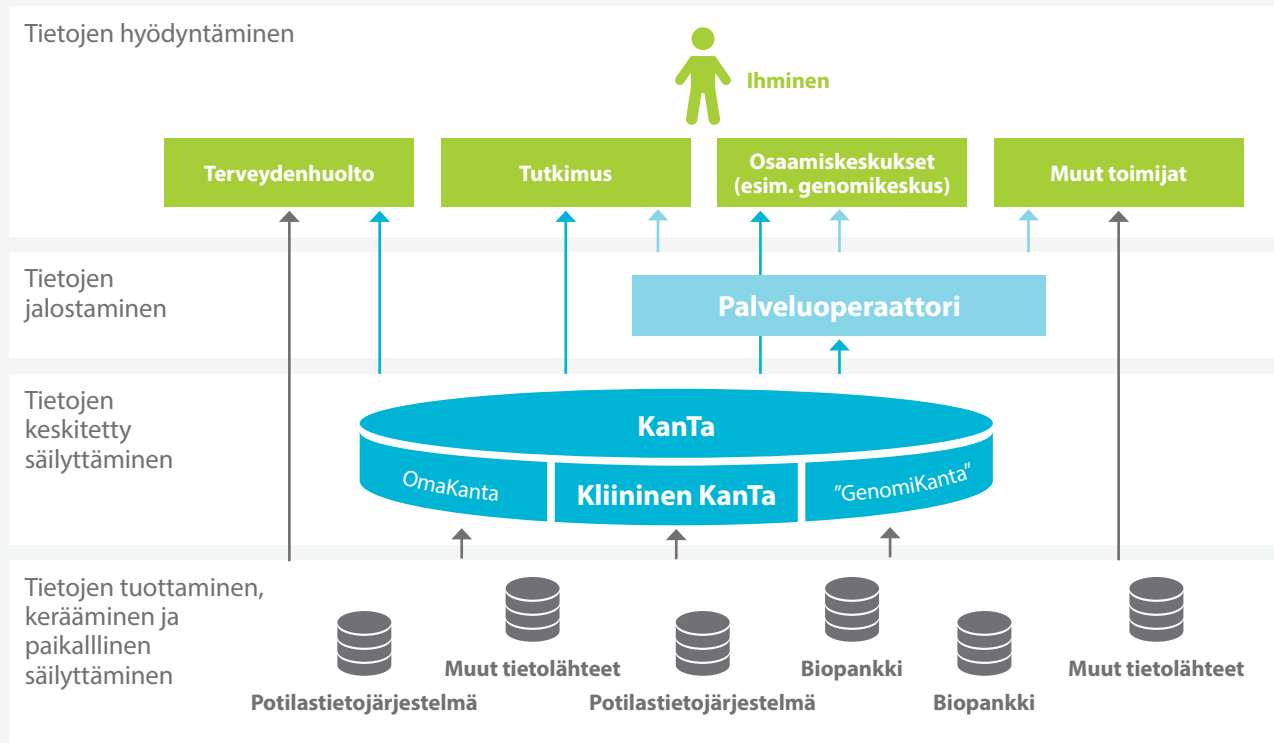 Tietojen hyödyntäminen
Ihminen
Terveydenhuolto
Tutkimus
Osaamiskeskukset
(esim. genomikeskus)
Muut toimijat
Tietojen
jalostaminen
Palveluoperaattori
Tietojen
keskitetty
säilyttäminen
KanTa
OmaKanta
Kliininen KanTa
"GenomiKanta"
Tietojen tuottaminen,
kerääminen ja
paikalllinen
säilyttäminen
Muut tietolähteet
Biopankki
Muut tietolähteet
Potilastietojärjestelmä
Potilastietojärjestelmä
Biopankki